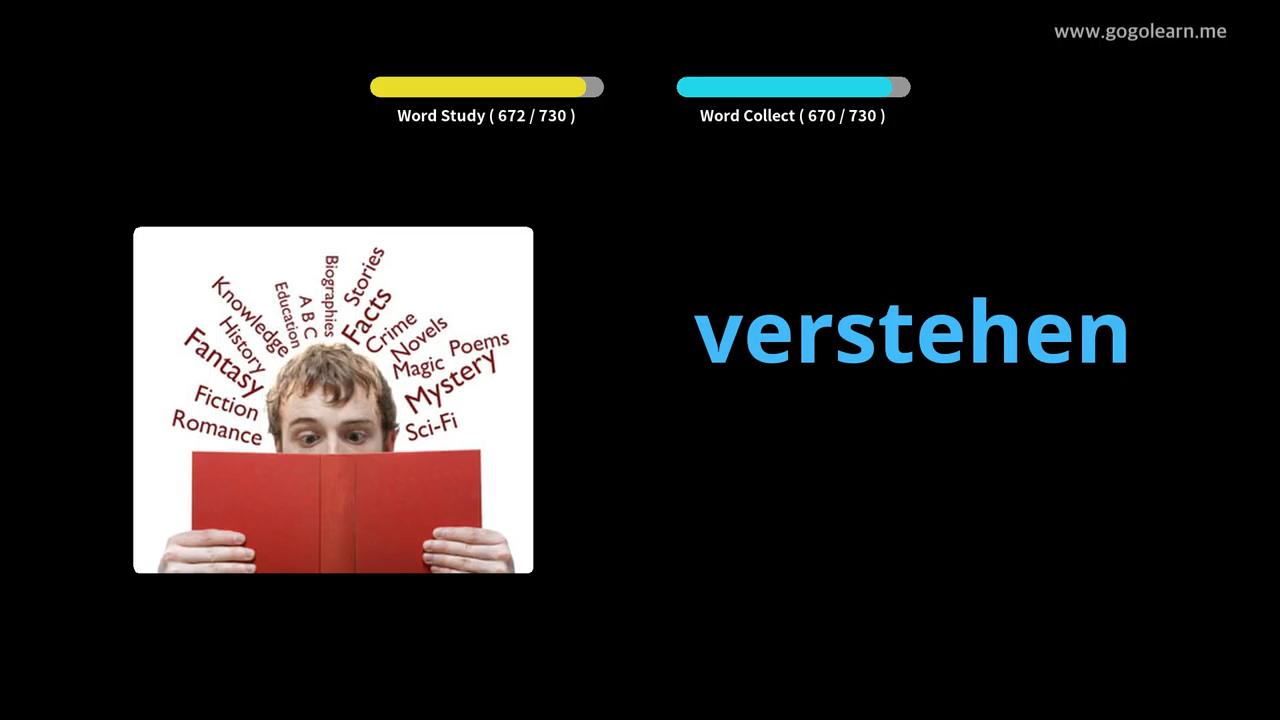 www.gogolearn.me
Word Study ( 672 / 730 )
Word Collect ( 670 / 730 )
verstehen
Knowledge
Education
A B C
Biographies
Stories
Facts
Crime
Novels
Poems
Magic
Mystery
Sci-Fi
History
Fantasy
Fiction
Romance